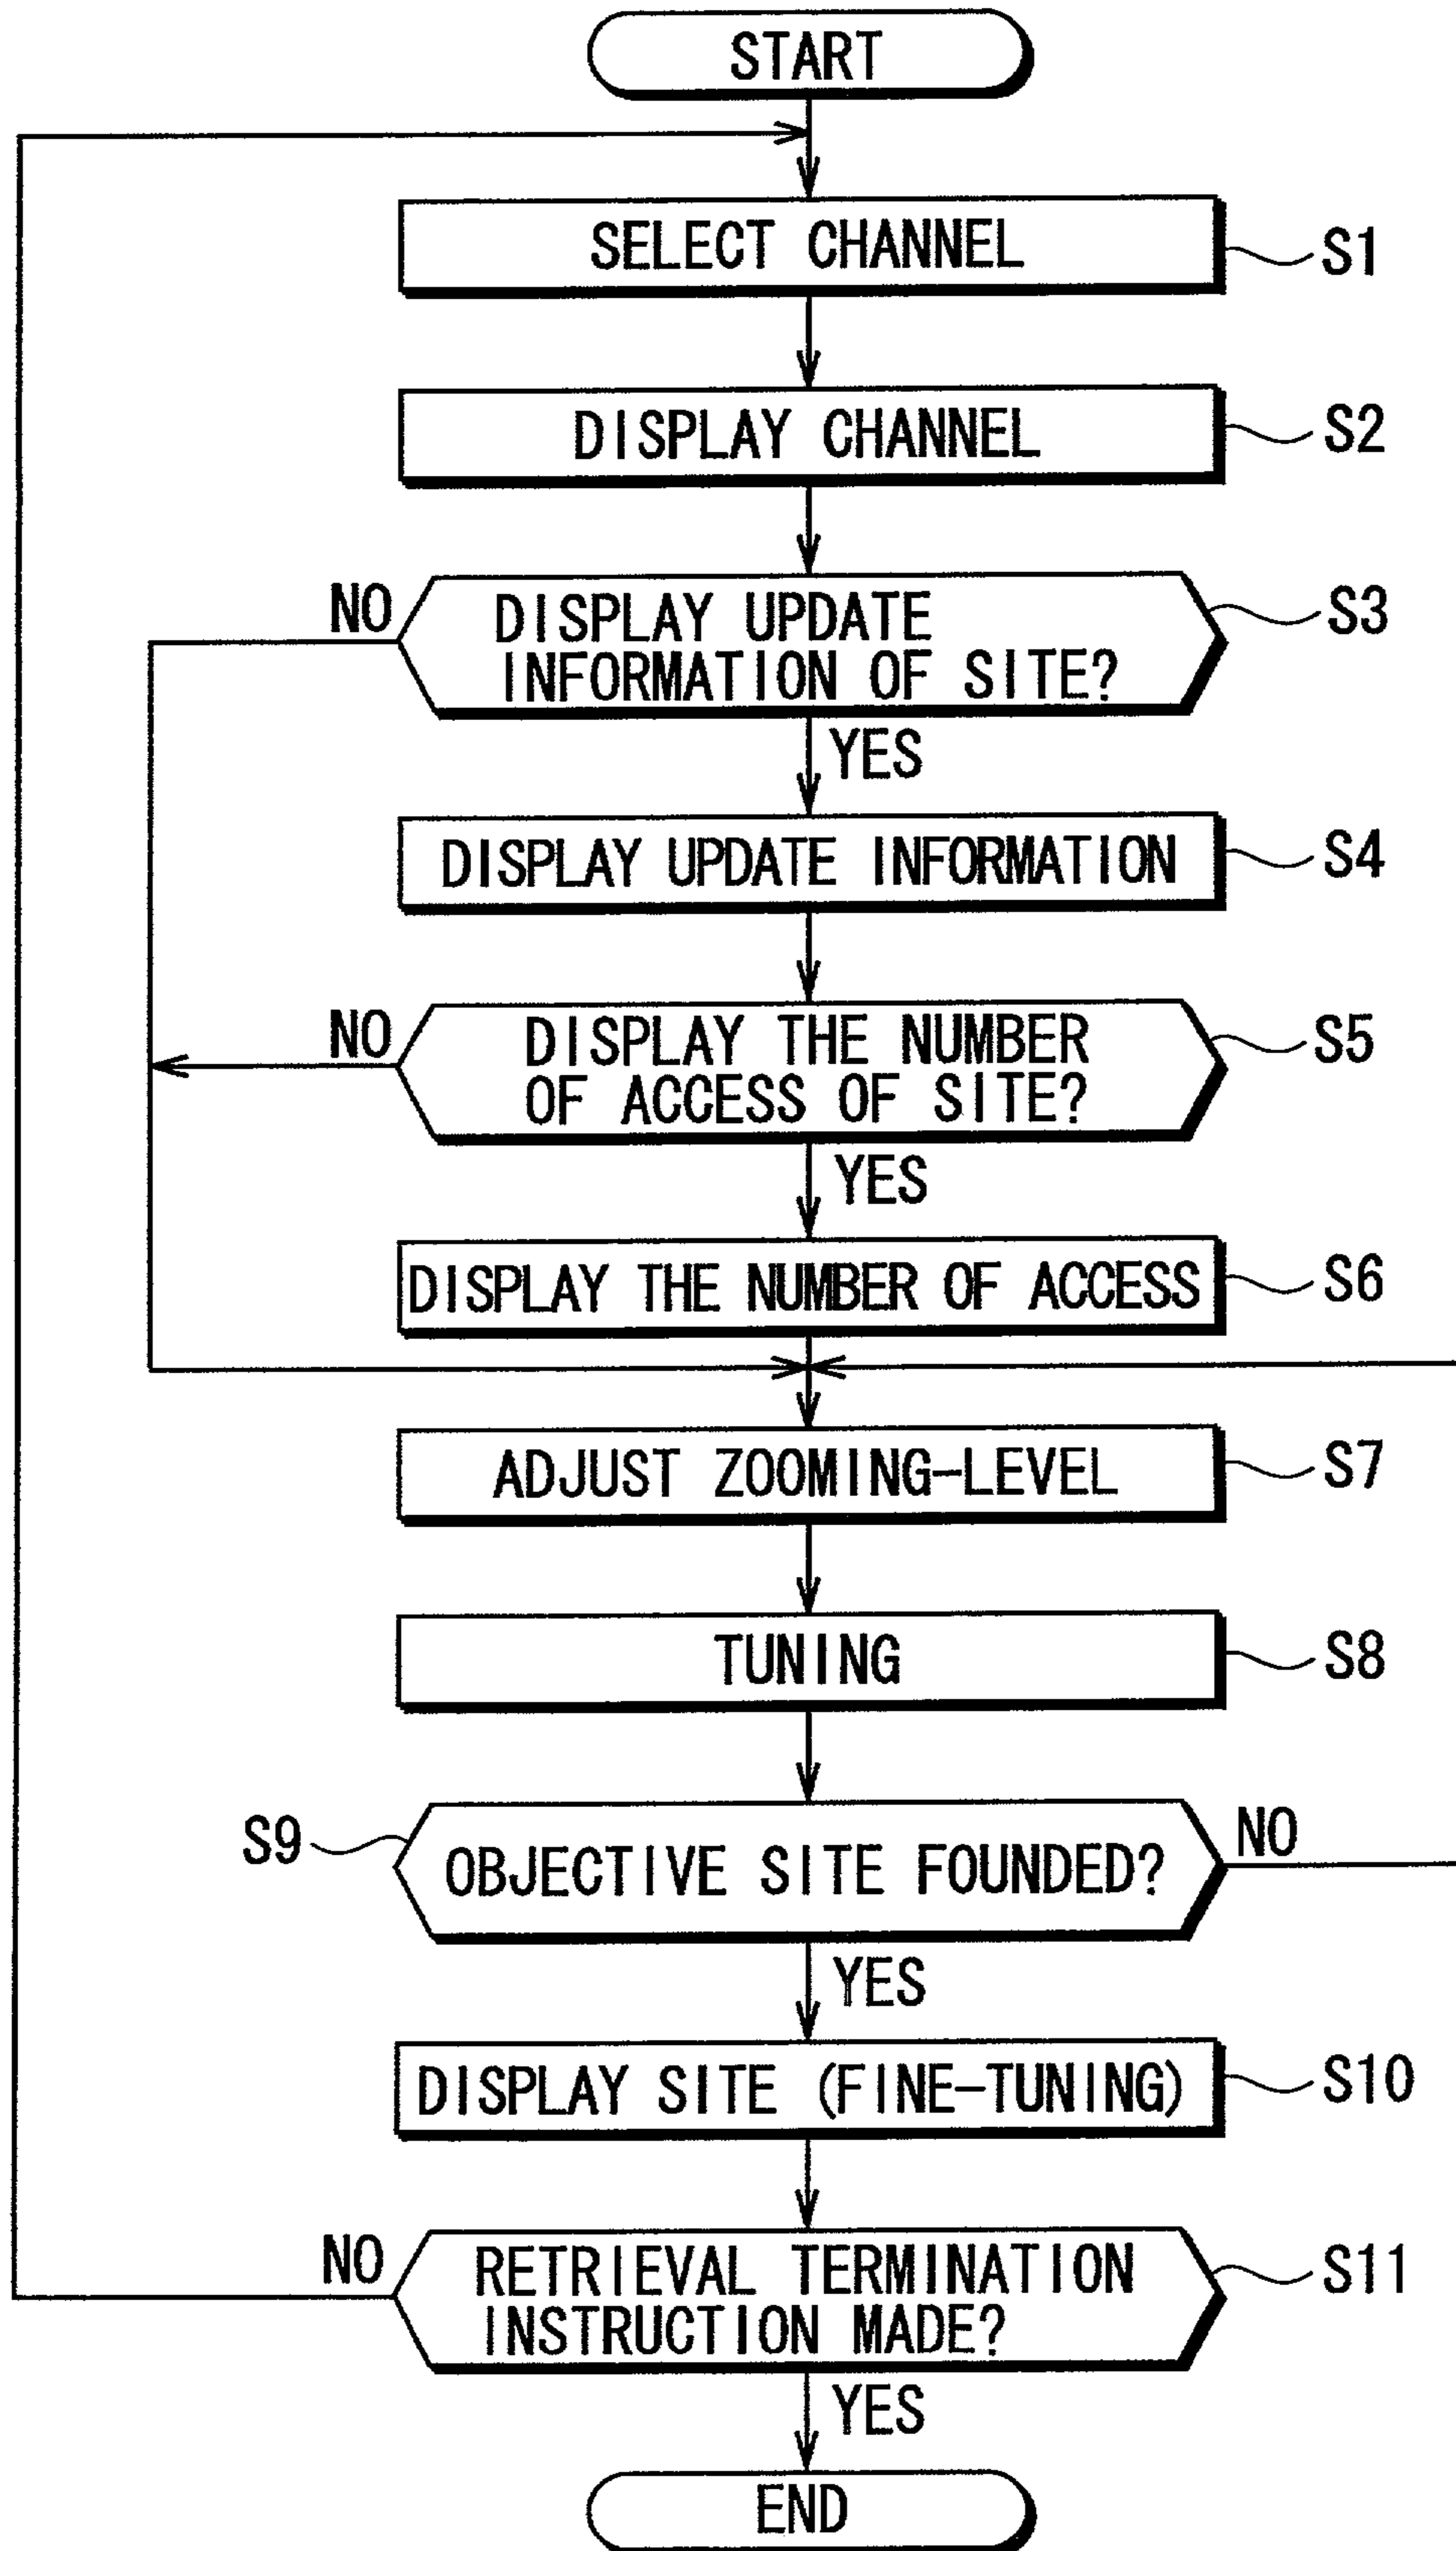 START
SELECT CHANNEL
S1
DISPLAY CHANNEL
S2
NO
DISPLAY UPDATE
INFORMATION OF SITE?
S3
YES
DISPLAY UPDATE INFORMATION
S4
NO
DISPLAY THE NUMBER
OF ACCESS OF SITE?
S5
YES
DISPLAY THE NUMBER OF ACCESS
S6
ADJUST ZOOMING-LEVEL
S7
TUNING
S8
S9
OBJECTIVE SITE FOUNDED?
NO
YES
DISPLAY SITE (FINE-TUNING)
S10
NO
RETRIEVAL TERMINATION
INSTRUCTION MADE?
S11
YES
END